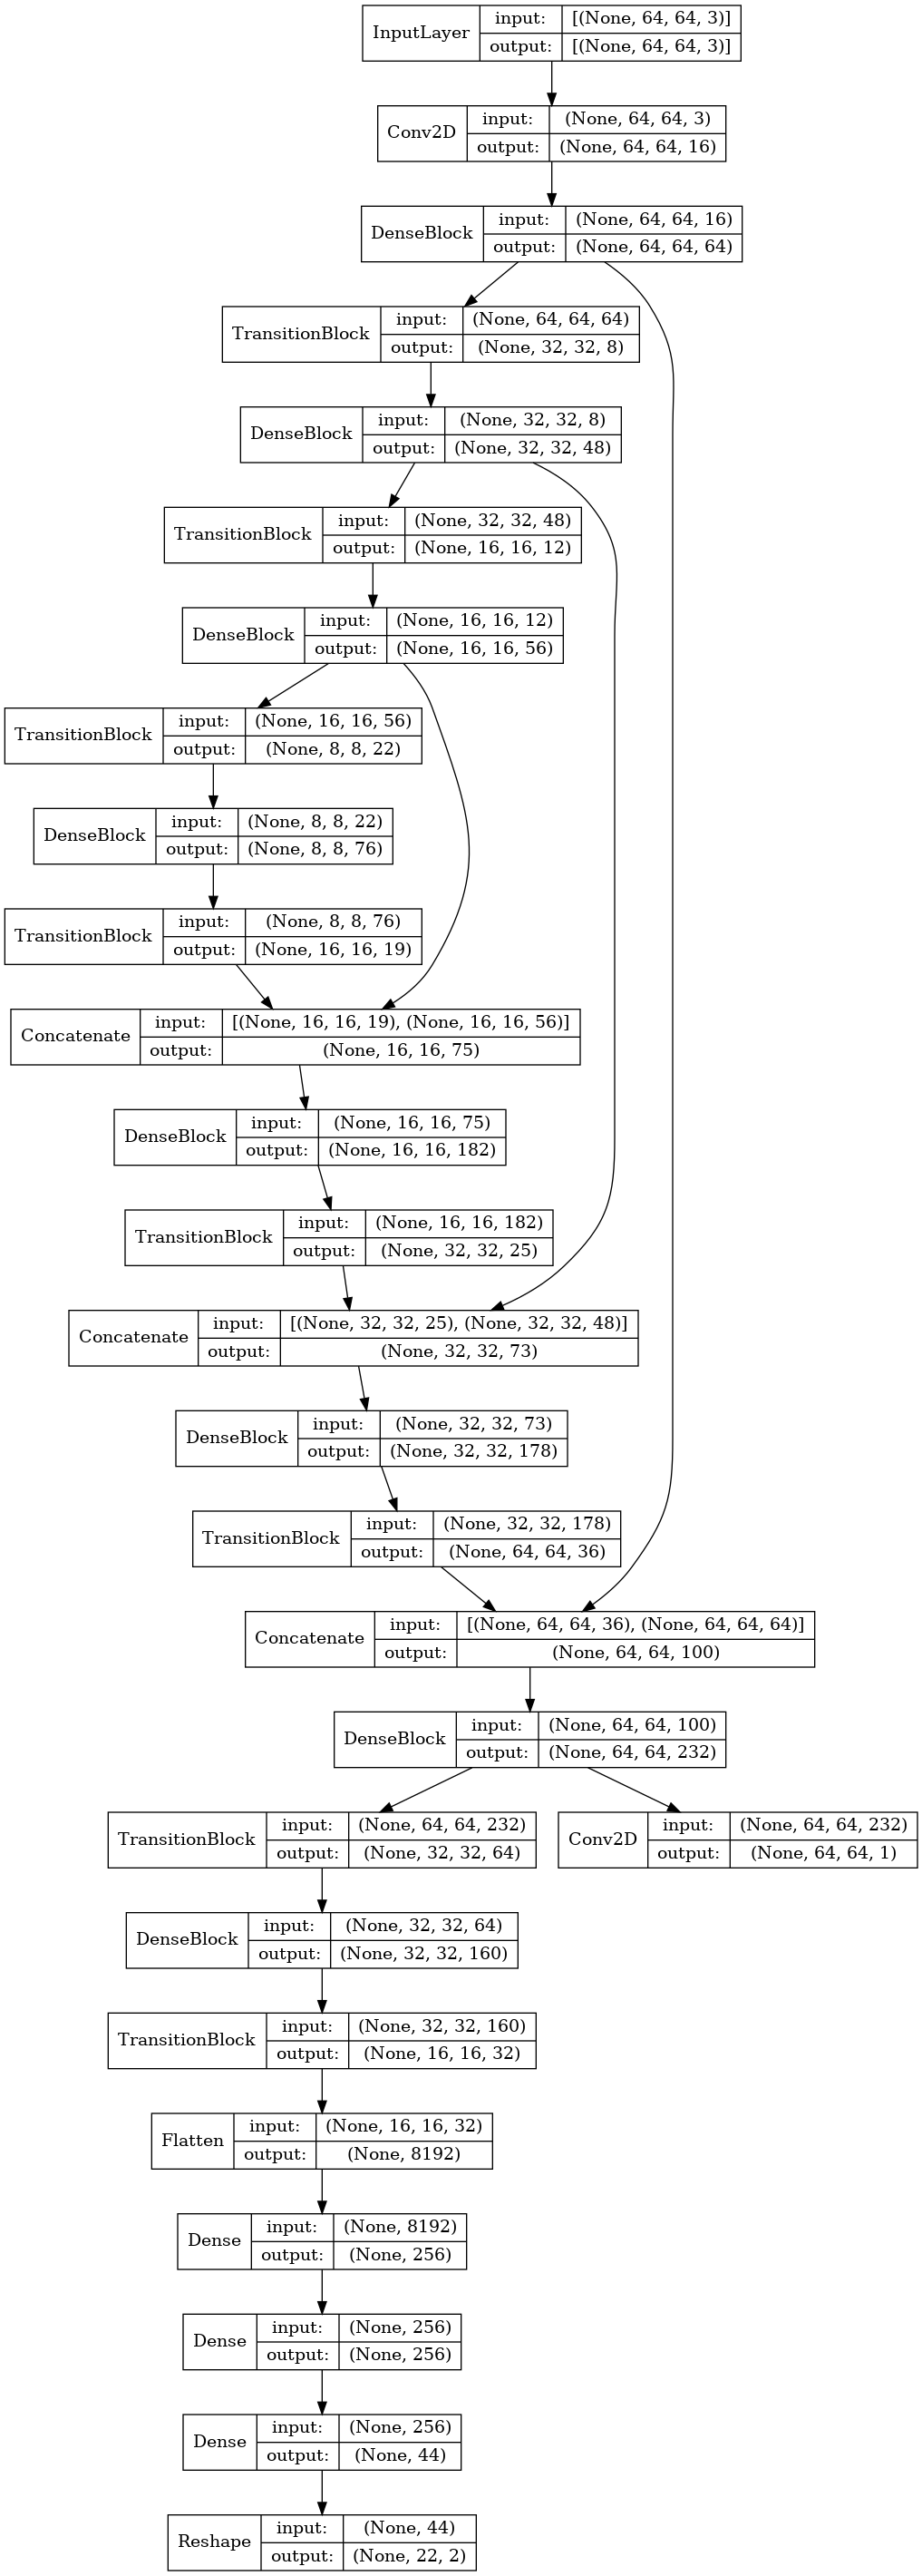 InputLayer input: [(None, 64, 64, 3)]
output: [(None, 64, 64, 3)]
Conv2D input: (None, 64, 64, 3)
output: (None, 64, 64, 16)
DenseBlock input: (None, 64, 64, 16)
output: (None, 64, 64, 64)
TransitionBlock input: (None, 64, 64, 64)
output: (None, 32, 32, 8)
DenseBlock input: (None, 32, 32, 8)
output: (None, 32, 32, 48)
TransitionBlock input: (None, 32, 32, 48)
output: (None, 16, 16, 12)
DenseBlock input: (None, 16, 16, 12)
output: (None, 16, 16, 56)
TransitionBlock input: (None, 16, 16, 56)
output: (None, 8, 8, 22)
DenseBlock input: (None, 8, 8, 22)
output: (None, 8, 8, 76)
TransitionBlock input: (None, 8, 8, 76)
output: (None, 16, 16, 19)
Concatenate input: [(None, 16, 16, 19), (None, 16, 16, 56)]
output: (None, 16, 16, 75)
DenseBlock input: (None, 16, 16, 75)
output: (None, 16, 16, 182)
TransitionBlock input: (None, 16, 16, 182)
output: (None, 32, 32, 25)
Concatenate input: [(None, 32, 32, 25), (None, 32, 32, 48)]
output: (None, 32, 32, 73)
DenseBlock input: (None, 32, 32, 73)
output: (None, 32, 32, 178)
TransitionBlock input: (None, 32, 32, 178)
output: (None, 64, 64, 36)
Concatenate input: [(None, 64, 64, 36), (None, 64, 64, 64)]
output: (None, 64, 64, 100)
DenseBlock input: (None, 64, 64, 100)
output: (None, 64, 64, 232)
TransitionBlock input: (None, 64, 64, 232)
output: (None, 32, 32, 64)
Conv2D input: (None, 64, 64, 232)
output: (None, 64, 64, 1)
DenseBlock input: (None, 32, 32, 64)
output: (None, 32, 32, 160)
TransitionBlock input: (None, 32, 32, 160)
output: (None, 16, 16, 32)
Flatten input: (None, 16, 16, 32)
output: (None, 8192)
Dense input: (None, 8192)
output: (None, 256)
Dense input: (None, 256)
output: (None, 256)
Dense input: (None, 256)
output: (None, 44)
Reshape input: (None, 44)
output: (None, 22, 2)